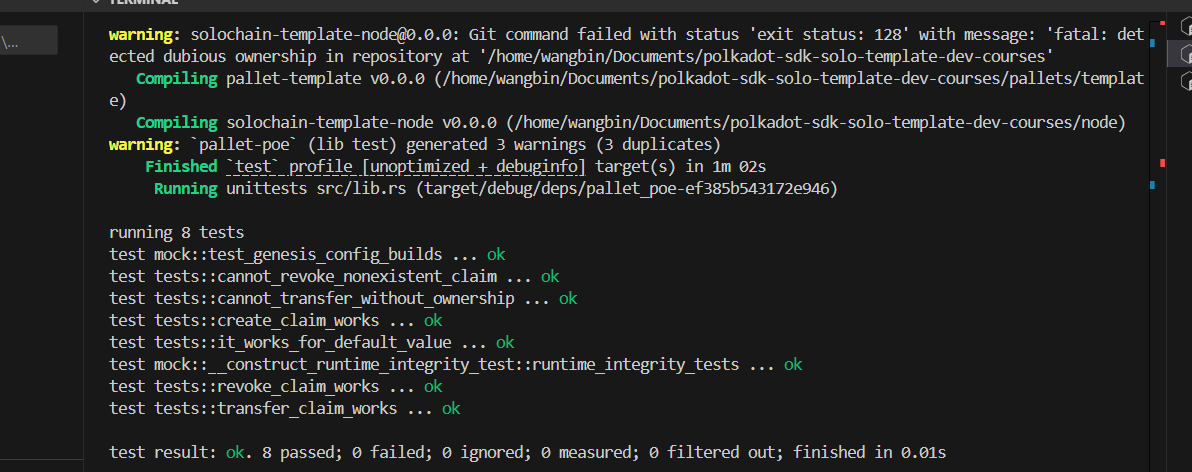 TERMINAL
\...
warning: solochain-template-node@0.0.0: Git command failed with status 'exit status: 128' with message: 'fatal: det
ected dubious ownership in repository at '/home/wangbin/Documents/polkadot-sdk-solo-template-dev-courses'
Compiling pallet-template v0.0.0 (/home/wangbin/Documents/polkadot-sdk-solo-template-dev-courses/pallets/templat
e)
Compiling solochain-template-node v0.0.0 (/home/wangbin/Documents/polkadot-sdk-solo-template-dev-courses/node)
warning: `pallet-poe` (lib test) generated 3 warnings (3 duplicates)
Finished `test` profile [unoptimized + debuginfo] target(s) in 1m 02s
Running unittests src/lib.rs (target/debug/deps/pallet_poe-ef385b543172e946)
running 8 tests
test mock::test_genesis_config_builds ... ok
test tests::cannot_revoke_nonexistent_claim ... ok
test tests::cannot_transfer_without_ownership ... ok
test tests::create_claim_works ... ok
test tests::it_works_for_default_value ... ok
test mock::__construct_runtime_integrity_test::runtime_integrity_tests ... ok
test tests::revoke_claim_works ... ok
test tests::transfer_claim_works ... ok
test result: ok. 8 passed; 0 failed; 0 ignored; 0 measured; 0 filtered out; finished in 0.01s